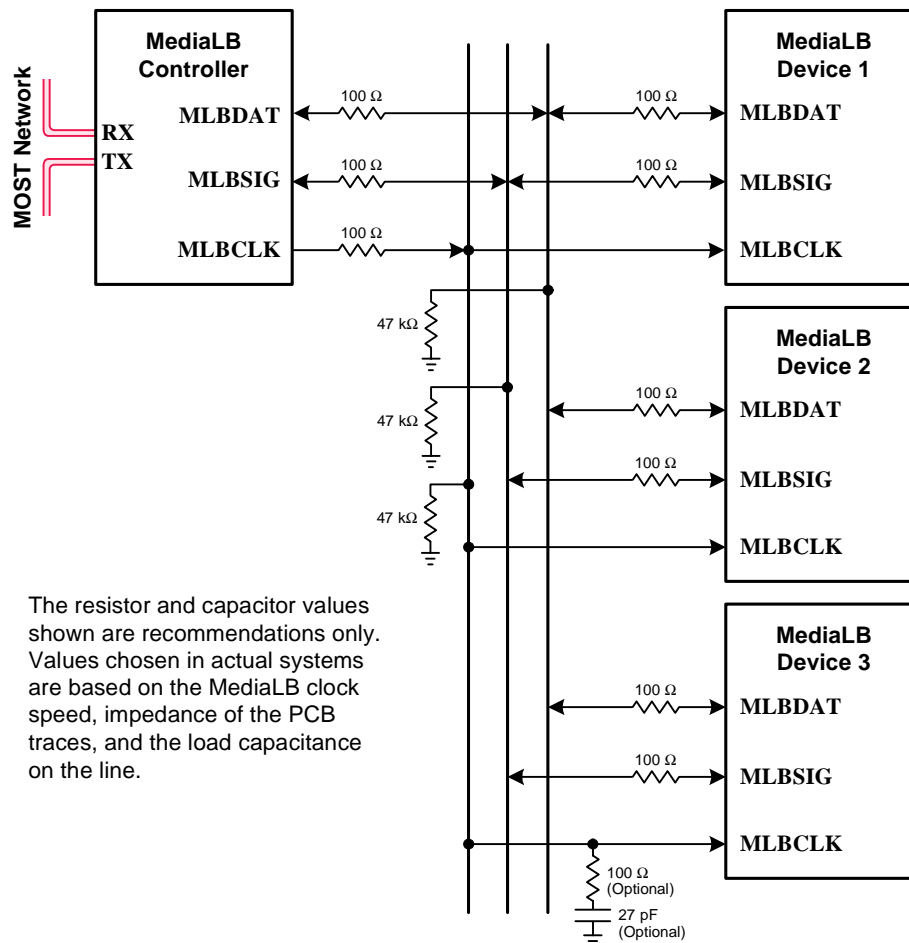 MediaLB
Controller
MOST Network
RX
TX
MLBDAT
MLBSIG
MLBCLK
100 Ω
100 Ω
100 Ω
100 Ω
100 Ω
MediaLB
Device 1
MLBDAT
MLBSIG
MLBCLK
47 kΩ
47 kΩ
47 kΩ
MediaLB
Device 2
100 Ω
MLBDAT
100 Ω
MLBSIG
MLBCLK
The resistor and capacitor values
shown are recommendations only.
Values chosen in actual systems
are based on the MediaLB clock
speed, impedance of the PCB
traces, and the load capacitance
on the line.
MediaLB
Device 3
100 Ω
MLBDAT
100 Ω
MLBSIG
MLBCLK
100 Ω
(Optional)
27 pF
(Optional)